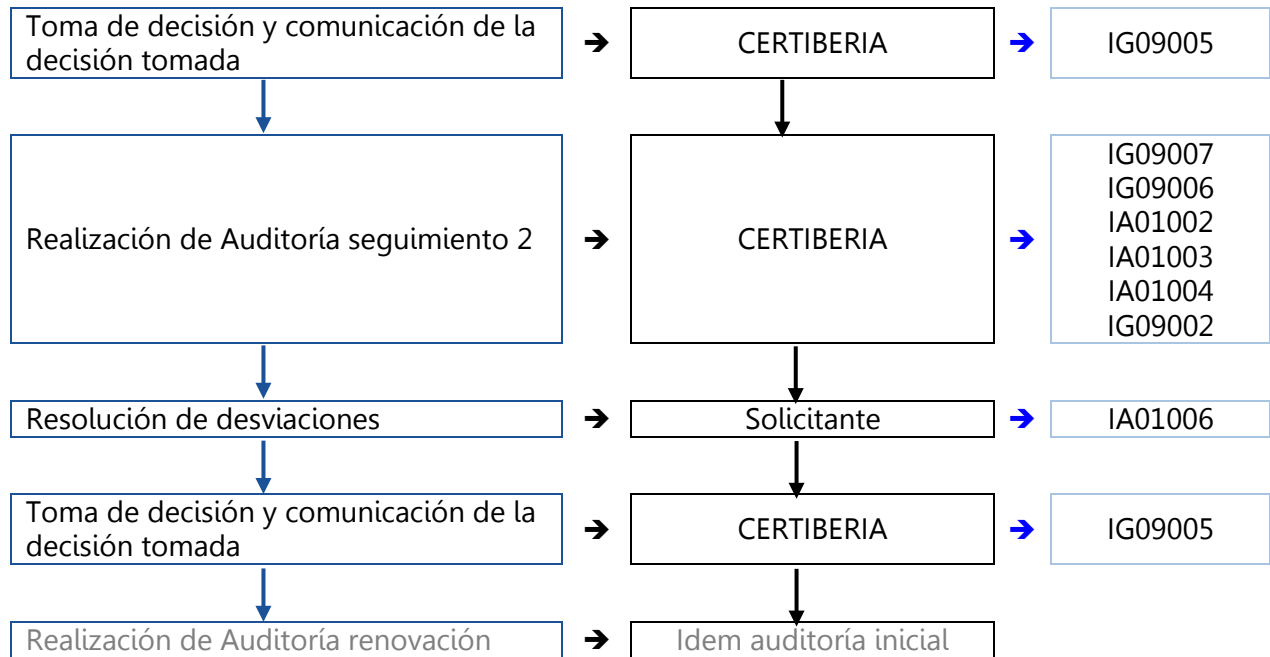 Toma de decisión y comunicación de la
decisión tomada
➔
CERTIBERIA
➔
IG09005
Realización de Auditoría seguimiento 2
➔
CERTIBERIA
➔
IG09007
IG09006
IA01002
IA01003
IA01004
IG09002
Resolución de desviaciones
➔
Solicitante
➔
IA01006
Toma de decisión y comunicación de la
decisión tomada
➔
CERTIBERIA
➔
IG09005
Realización de Auditoría renovación
➔
Idem auditoría inicial